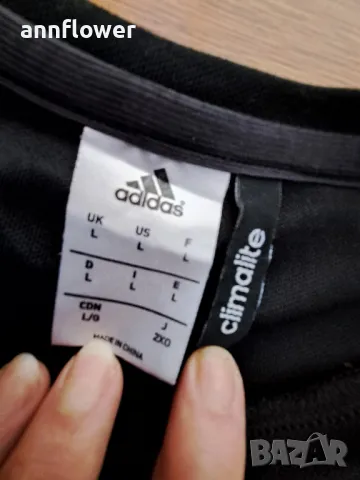 annflower
adidas
UK US F
L L L
D I E
L L L
CDN J
L/G 2XO
MADE IN CHINA
climalite
BAZAR